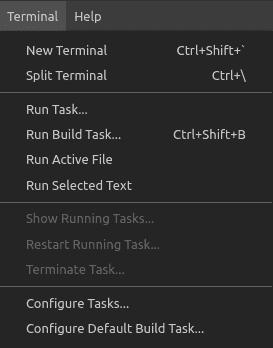 Terminal Help
New Terminal Ctrl+Shift+`
Split Terminal Ctrl+\
Run Task...
Run Build Task... Ctrl+Shift+B
Run Active File
Run Selected Text
Show Running Tasks...
Restart Running Task...
Terminate Task...
Configure Tasks...
Configure Default Build Task...